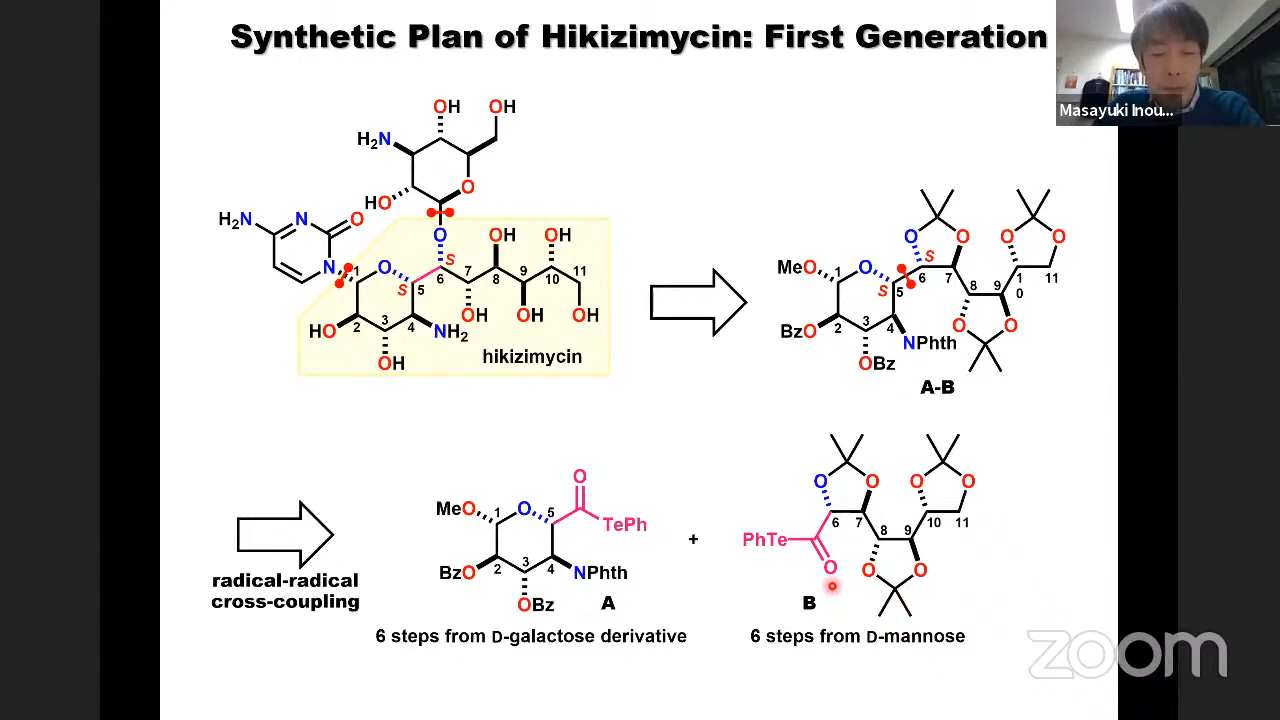 Synthetic Plan of Hikizimycin: First Generation
Masayuki Inou...
OH
OH
H2N
HO
O
H2N
N
O
N
O
OH
OH
1
O
S
S
5
6
7
8
9
10
11
HO
2
3
4
NH2
OH
OH
OH
OH
hikizimycin
O
O
O
O
MeO
1
O
S
S
5
6
7
8
9
1
0
11
BzO
2
3
4
NPhth
OBz
O
O
A-B
radical-radical
cross-coupling
O
MeO
1
O
5
TePh
BzO
2
3
4
NPhth
OBz
A
6 steps from D-galactose derivative
+
O
O
O
O
PhTe
6
7
8
9
10
11
O
O
O
B
6 steps from D-mannose
zoom